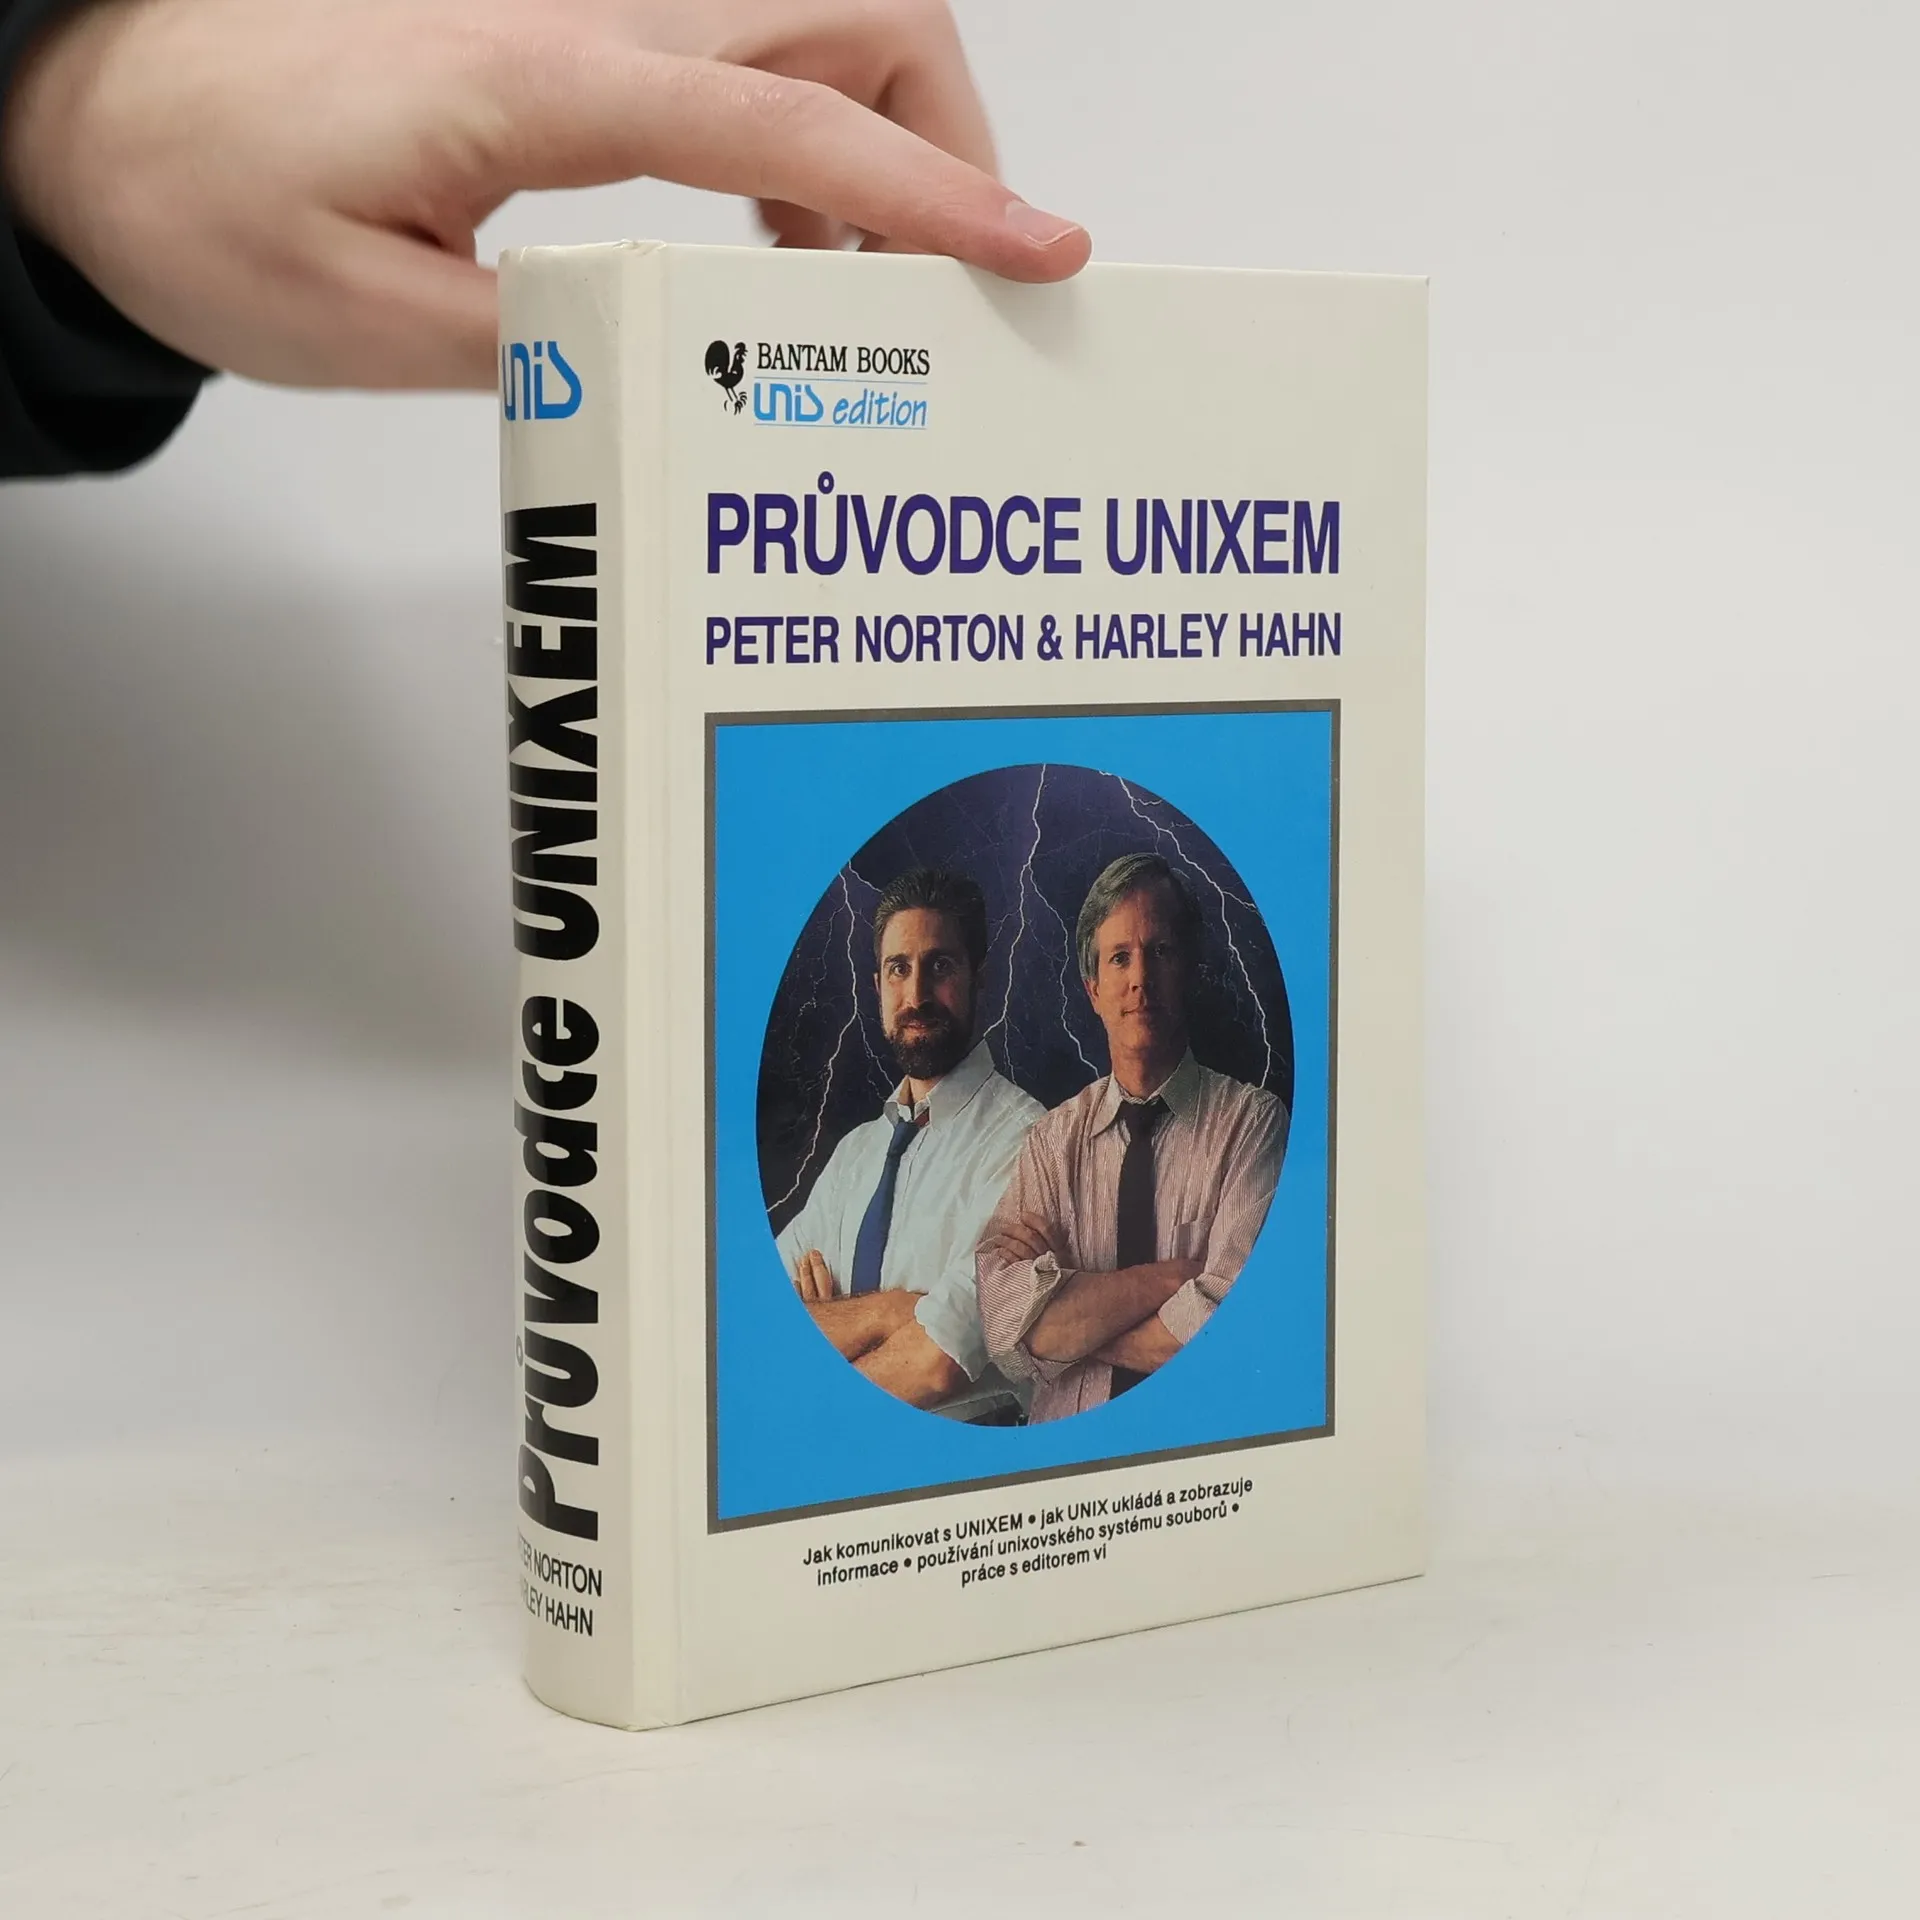 UNIS
Průvodce UNIXEM
NORTON
HAHN
BANTAM BOOKS
UNIS edition
PRŮVODCE UNIXEM
PETER NORTON & HARLEY HAHN
Jak komunikovat s UNIXEM • jak UNIX ukládá a zobrazuje
informace • používání unixovského systému souborů •
práce s editorem vi